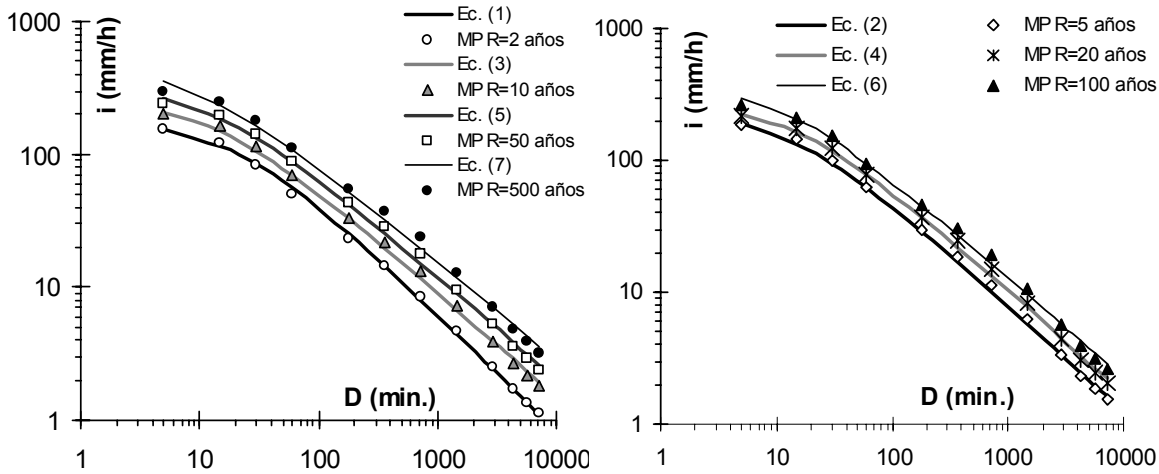 1000
100
10
1
i (mm/h)
1
10
100
1000
10000
D (min.)
Ec. (1)
MP R=2 años
Ec. (3)
MP R=10 años
Ec. (5)
MP R=50 años
Ec. (7)
MP R=500 años
1000
100
10
1
i (mm/h)
1
10
100
1000
10000
D (min.)
Ec. (2)
Ec. (4)
Ec. (6)
MP R=5 años
MP R=20 años
MP R=100 años